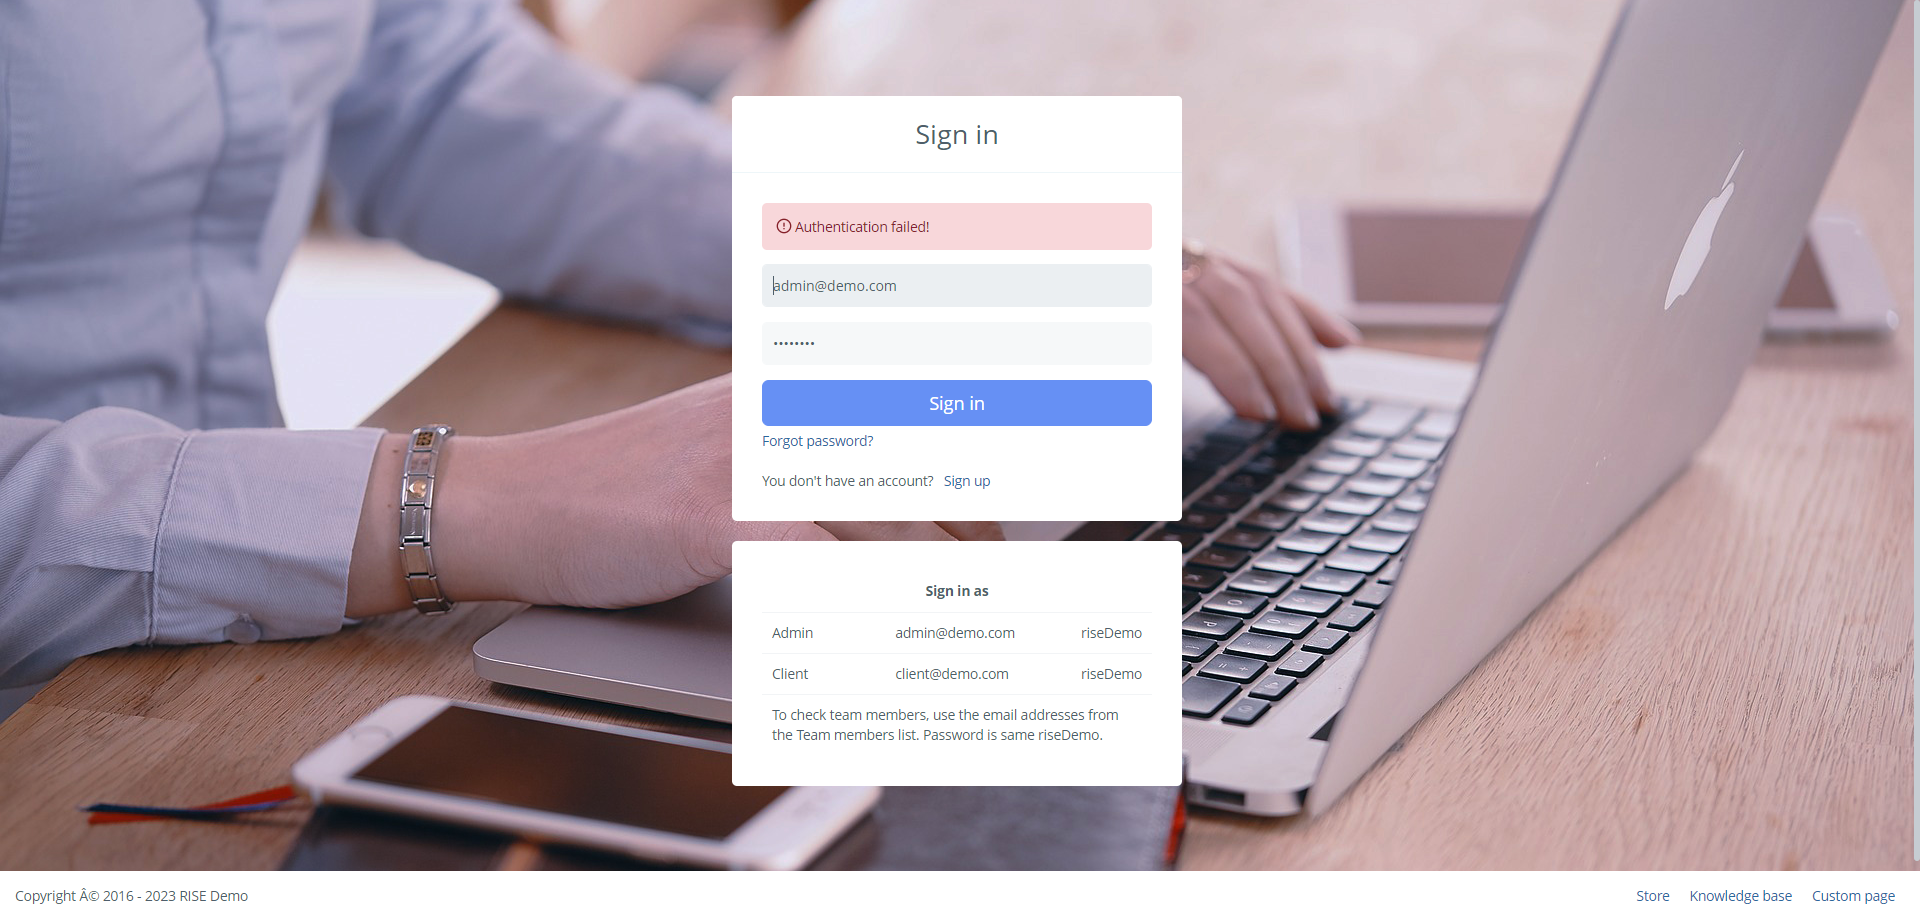 Sign in
Authentication failed!
admin@demo.com
••••••••
Sign in
Forgot password?
You don't have an account? Sign up
Sign in as
Admin admin@demo.com riseDemo
Client client@demo.com riseDemo
To check team members, use the email addresses from
the Team members list. Password is same riseDemo.
Copyright Â© 2016 - 2023 RISE Demo
Store Knowledge base Custom page